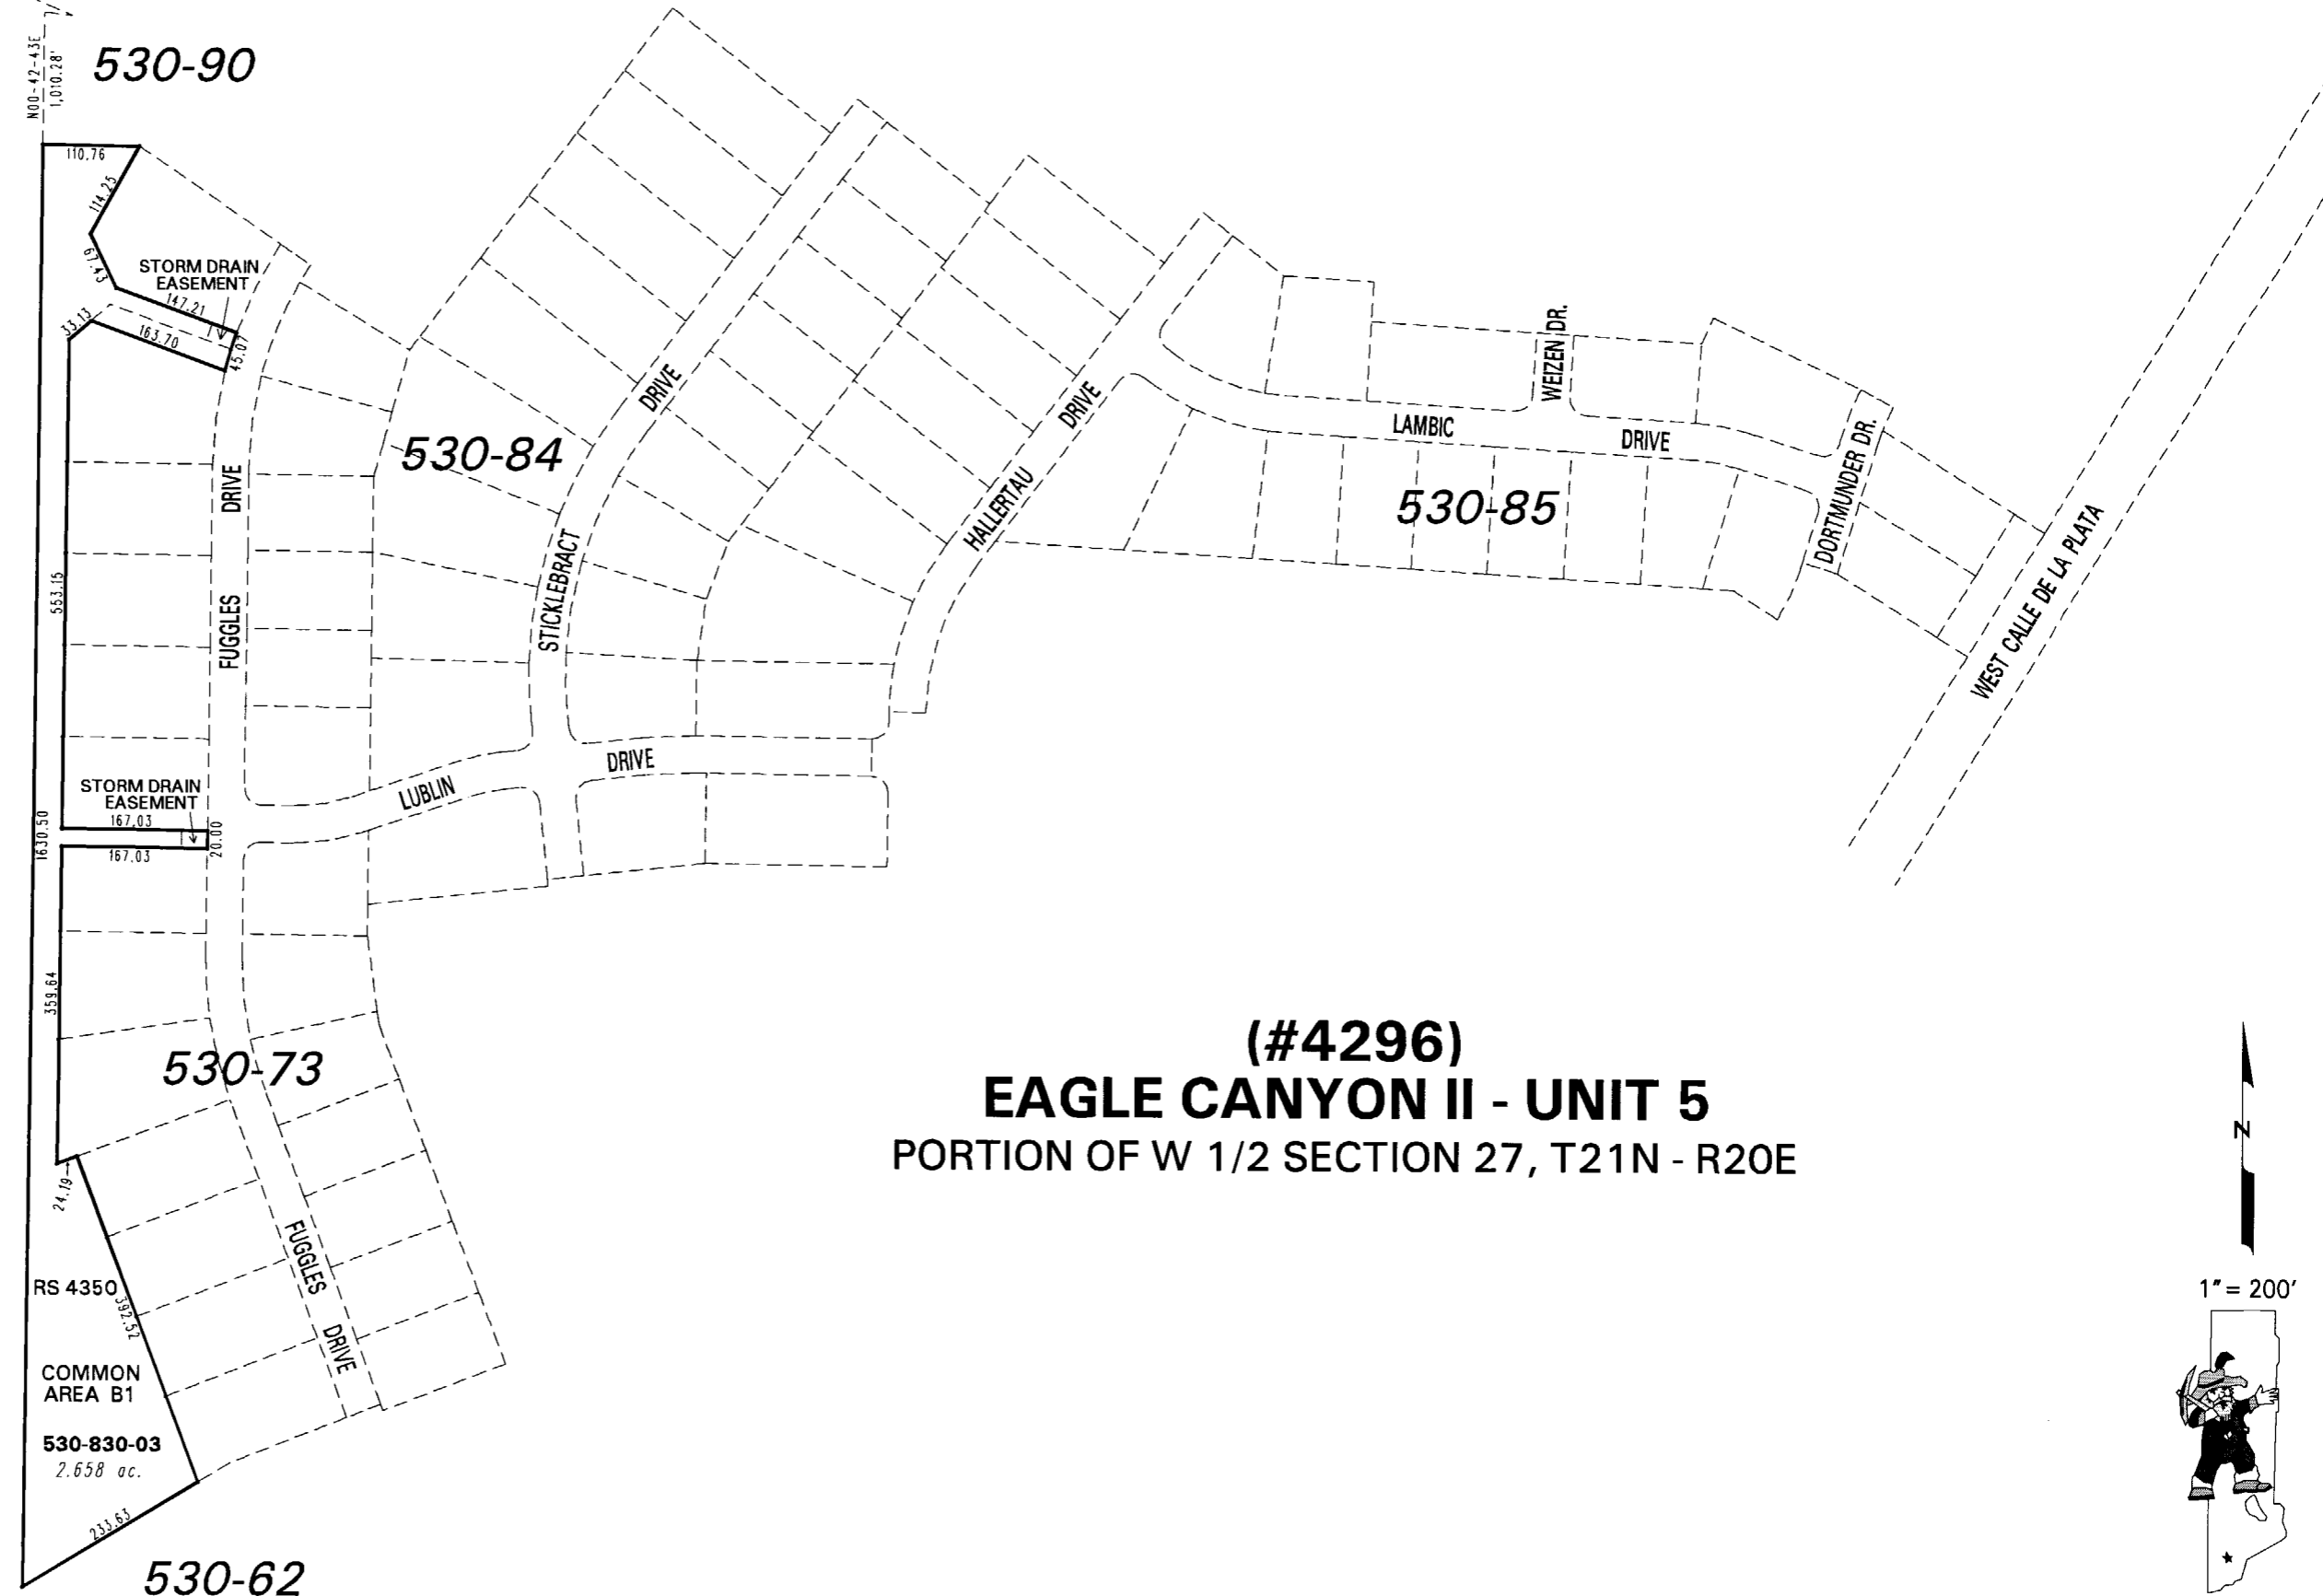 N00-42-43E
1,010.28'
530-90
110.76
114.25
67.43
STORM DRAIN
EASEMENT
147.21
33.13
163.70
45.07
530-84
DRIVE
FUGGLES
553.15
STICKLEBRACT
DRIVE
HALLERTAU
DRIVE
WEIZEN DR.
LAMBIC
DRIVE
530-85
DORTMUNDER DR.
WEST CALLE DE LA PLATA
STORM DRAIN
EASEMENT
167.03
20.00
167.03
1630.50
LUBLIN
DRIVE
359.64
530-73
24.19
FUGGLES
DRIVE
RS 4350
392.52
COMMON
AREA B1
530-830-03
2.658 ac.
233.63
530-62
(#4296)
EAGLE CANYON II - UNIT 5
PORTION OF W 1/2 SECTION 27, T21N - R20E
N
1" = 200'